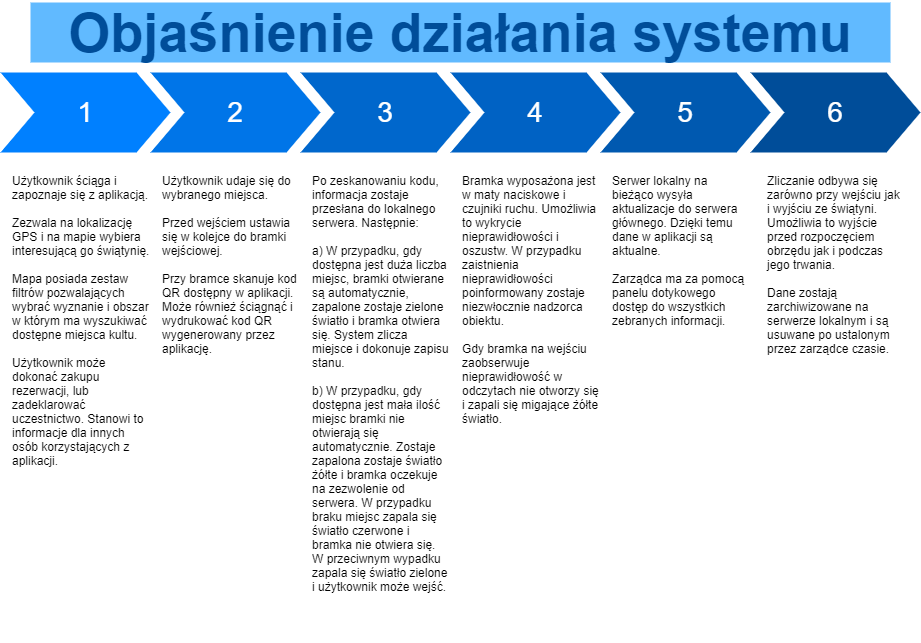 Objaśnienie działania systemu
1
2
3
4
5
6
Użytkownik ściąga i
zapoznaje się z aplikacją.
Zezwala na lokalizację
GPS i na mapie wybiera
interesującą go świątynię.
Mapa posiada zestaw
filtrów pozwalających
wybrać wyznanie i obszar
w którym ma wyszukiwać
dostępne miejsca kultu.
Użytkownik może
dokonać zakupu
rezerwacji, lub
zadeklarować
uczestnictwo. Stanowi to
informacje dla innych
osób korzystających z
aplikacji.
Użytkownik udaje się do
wybranego miejsca.
Przed wejściem ustawia
się w kolejce do bramki
wejściowej.
Przy bramce skanuje kod
QR dostępny w aplikacji.
Może również ściągnąć i
wydrukować kod QR
wygenerowany przez
aplikację.
Po zeskanowaniu kodu,
informacja zostaje
przesłana do lokalnego
serwera. Następnie:
a) W przypadku, gdy
dostępna jest duża liczba
miejsc, bramki otwierane
są automatycznie,
zapalone zostaje zielone
światło i bramka otwiera
się. System zlicza
miejsce i dokonuje zapisu
stanu.
b) W przypadku, gdy
dostępna jest mała ilość
miejsc bramki nie
otwierają się
automatycznie. Zostaje
zapalona zostaje światło
żółte i bramka oczekuje
na zezwolenie od
serwera. W przypadku
braku miejsc zapala się
światło czerwone i
bramka nie otwiera się.
W przeciwnym wypadku
zapala się światło zielone
i użytkownik może wejść.
Bramka wyposażona jest
w maty naciskowe i
czujniki ruchu. Umożliwia
to wykrycie
nieprawidłowości i
oszustw. W przypadku
zaistnienia
nieprawidłowości
poinformowany zostaje
niezwłocznie nadzorca
obiektu.
Gdy bramka na wejściu
zaobserwuje
nieprawidłowość w
odczytach nie otworzy się
i zapali się migające żółte
światło.
Serwer lokalny na
bieżąco wysyła
aktualizacje do serwera
głównego. Dzięki temu
dane w aplikacji są
aktualne.
Zarządca ma za pomocą
panelu dotykowego
dostęp do wszystkich
zebranych informacji.
Zliczanie odbywa się
zarówno przy wejściu jak
i wyjściu ze świątyni.
Umożliwia to wyjście
przed rozpoczęciem
obrzędu jak i podczas
jego trwania.
Dane zostają
zarchiwizowane na
serwerze lokalnym i są
usuwane po ustalonym
przez zarządce czasie.